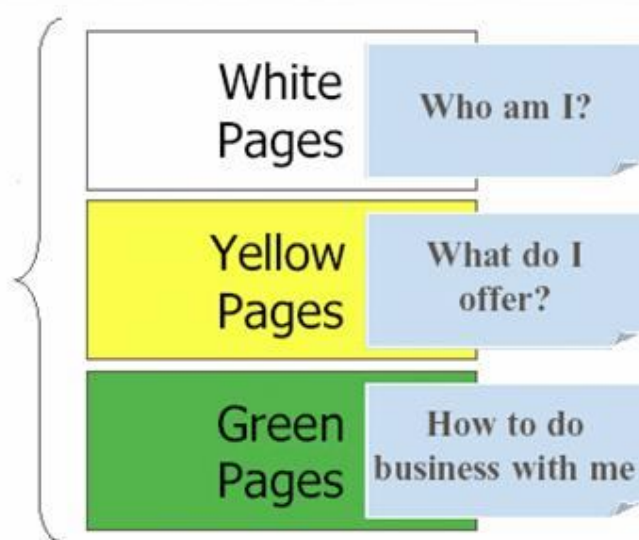 White
Pages
Who am I?
Yellow
Pages
What do I
offer?
Green
Pages
How to do
business with me